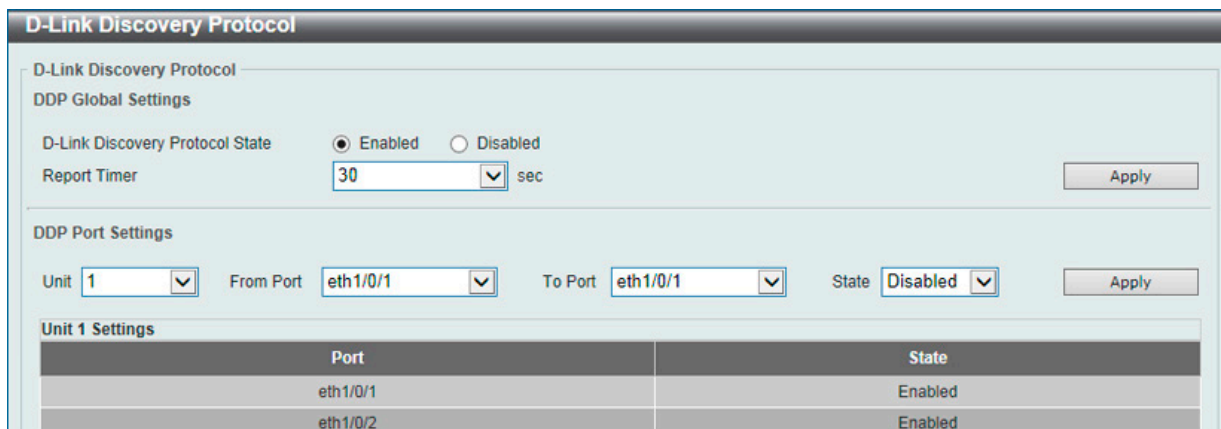 D-Link Discovery Protocol
D-Link Discovery Protocol
DDP Global Settings
D-Link Discovery Protocol State Enabled Disabled
Report Timer 30 sec Apply
DDP Port Settings
Unit 1 From Port eth1/0/1 To Port eth1/0/1 State Disabled Apply
Unit 1 Settings
Port State
eth1/0/1 Enabled
eth1/0/2 Enabled